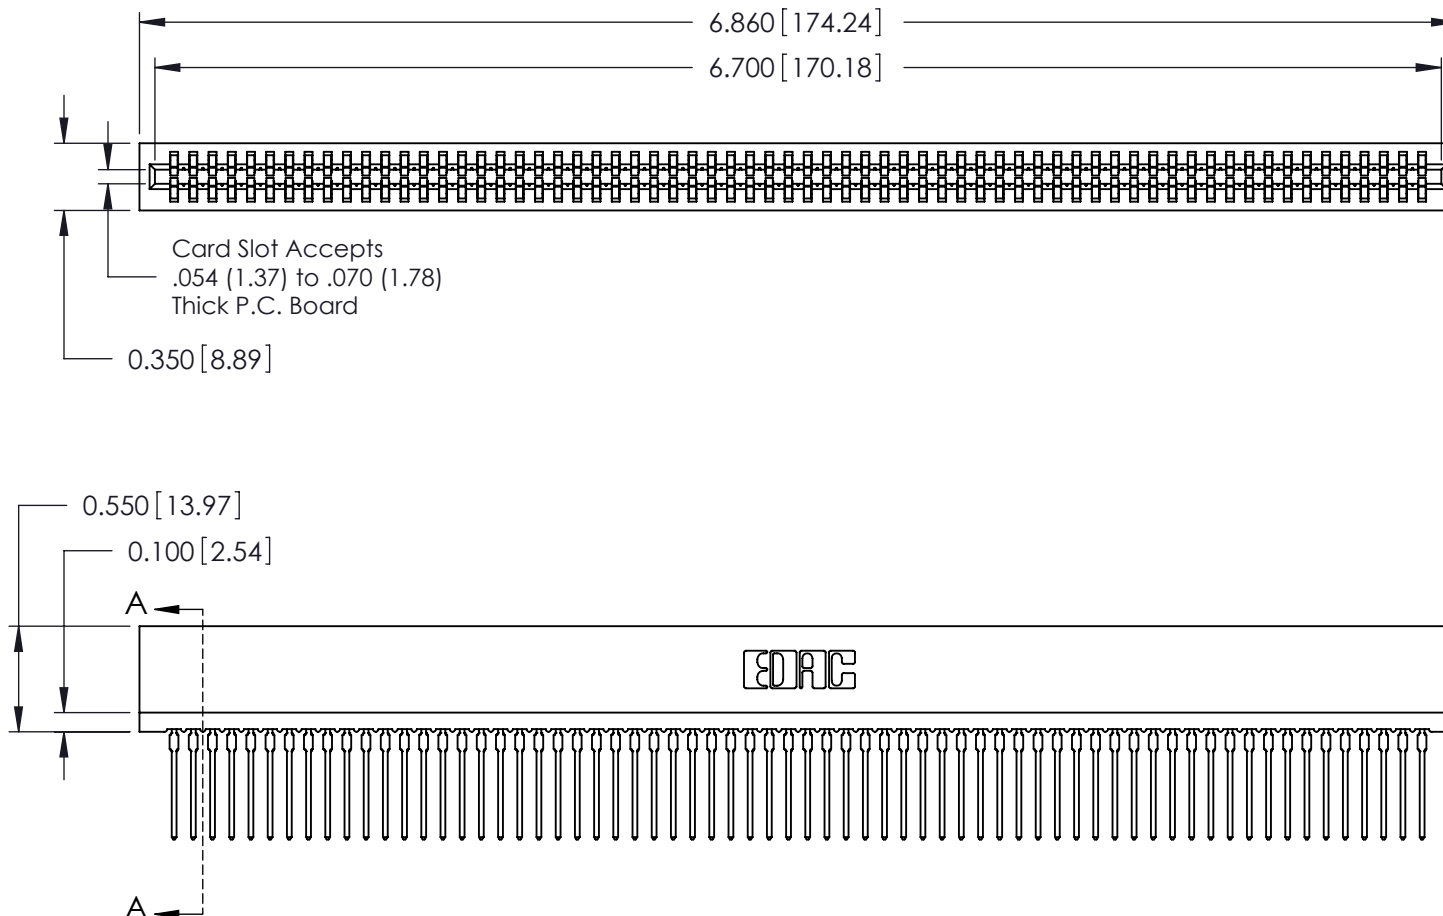 6.860 [174.24]
6.700 [170.18]
Card Slot Accepts
.054 (1.37) to .070 (1.78)
Thick P.C. Board
0.350 [8.89]
0.550 [13.97]
0.100 [2.54]
A
EDAC
A